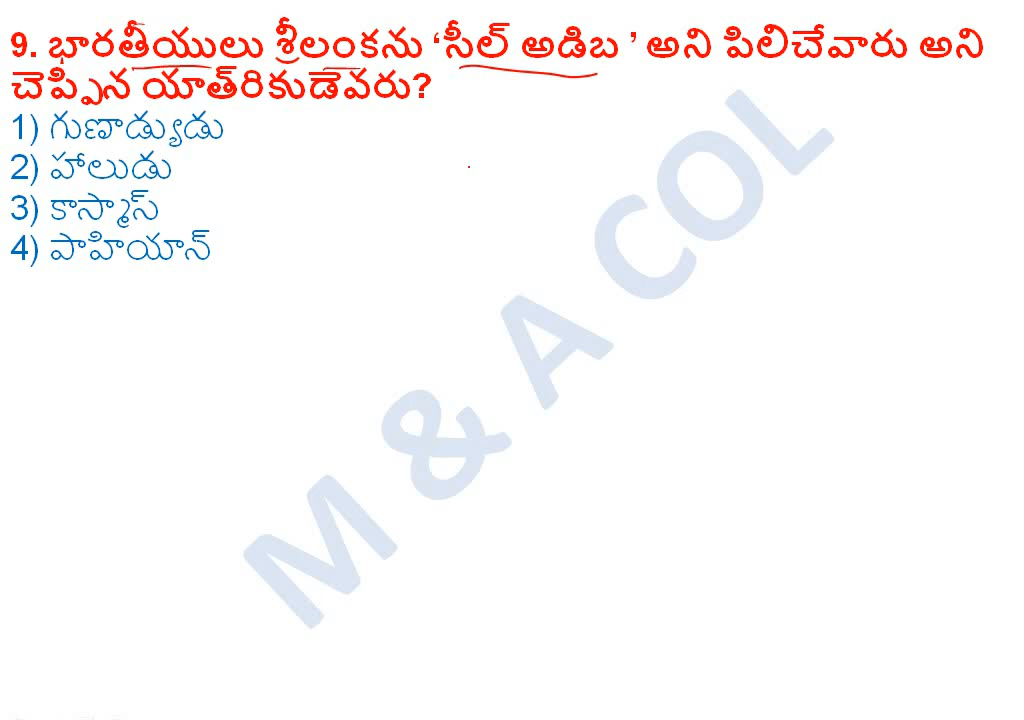 9. భారతీయులు శ్రీలంకను ‘సీల్ అడిబ ’ అని పిలిచేవారు అని
చెప్పిన యాత్రికుడెవరు?
1) గుణాడ్యుడు
2) హాలుడు
3) కాస్మాస్
4) పాహియాన్
M & A COL